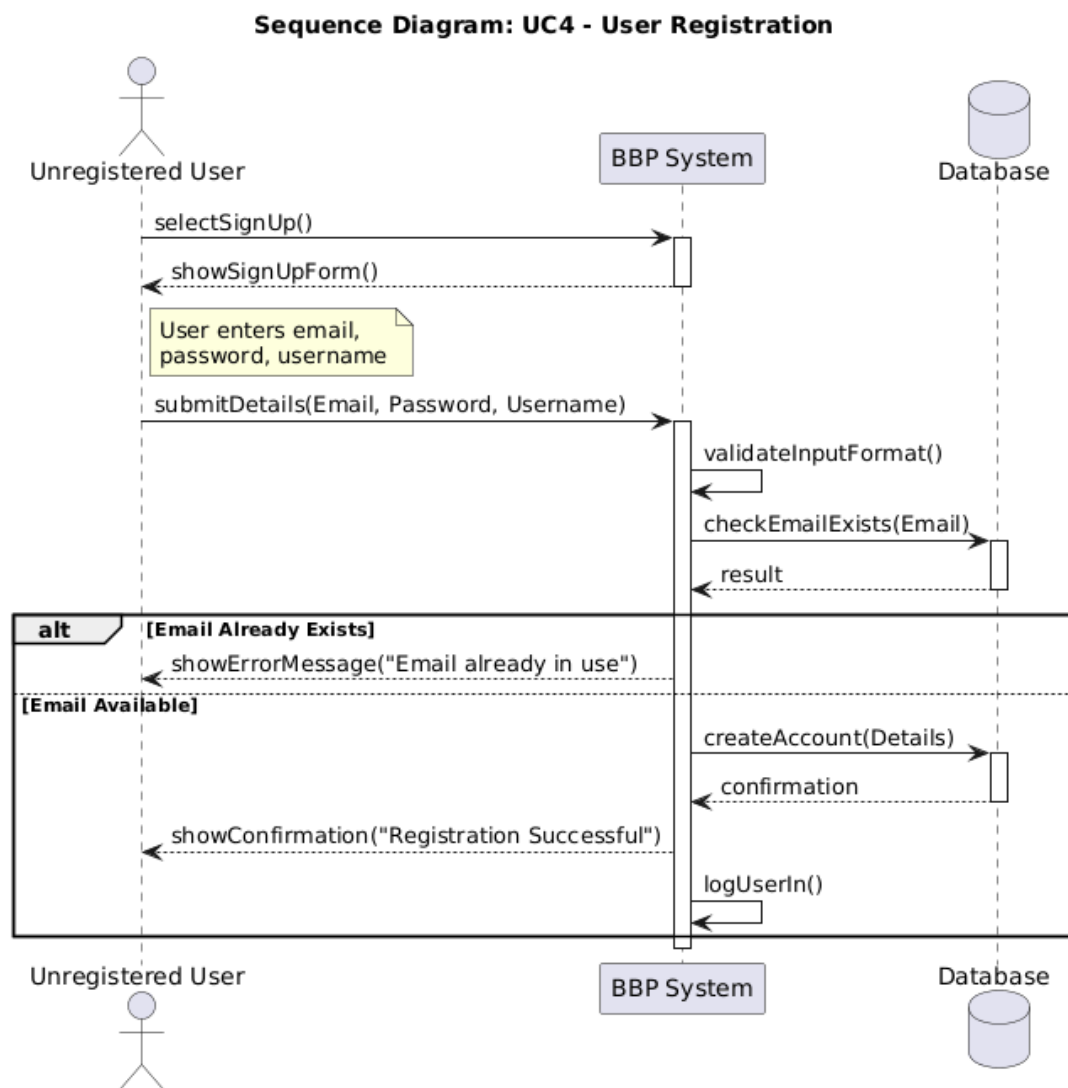 Sequence Diagram: UC4 - User Registration
Unregistered User
BBP System
Database
selectSignUp()
showSignUpForm()
User enters email,
password, username
submitDetails(Email, Password, Username)
validateInputFormat()
checkEmailExists(Email)
result
alt
[Email Already Exists]
showErrorMessage("Email already in use")
[Email Available]
createAccount(Details)
confirmation
showConfirmation("Registration Successful")
logUserIn()
Unregistered User
BBP System
Database